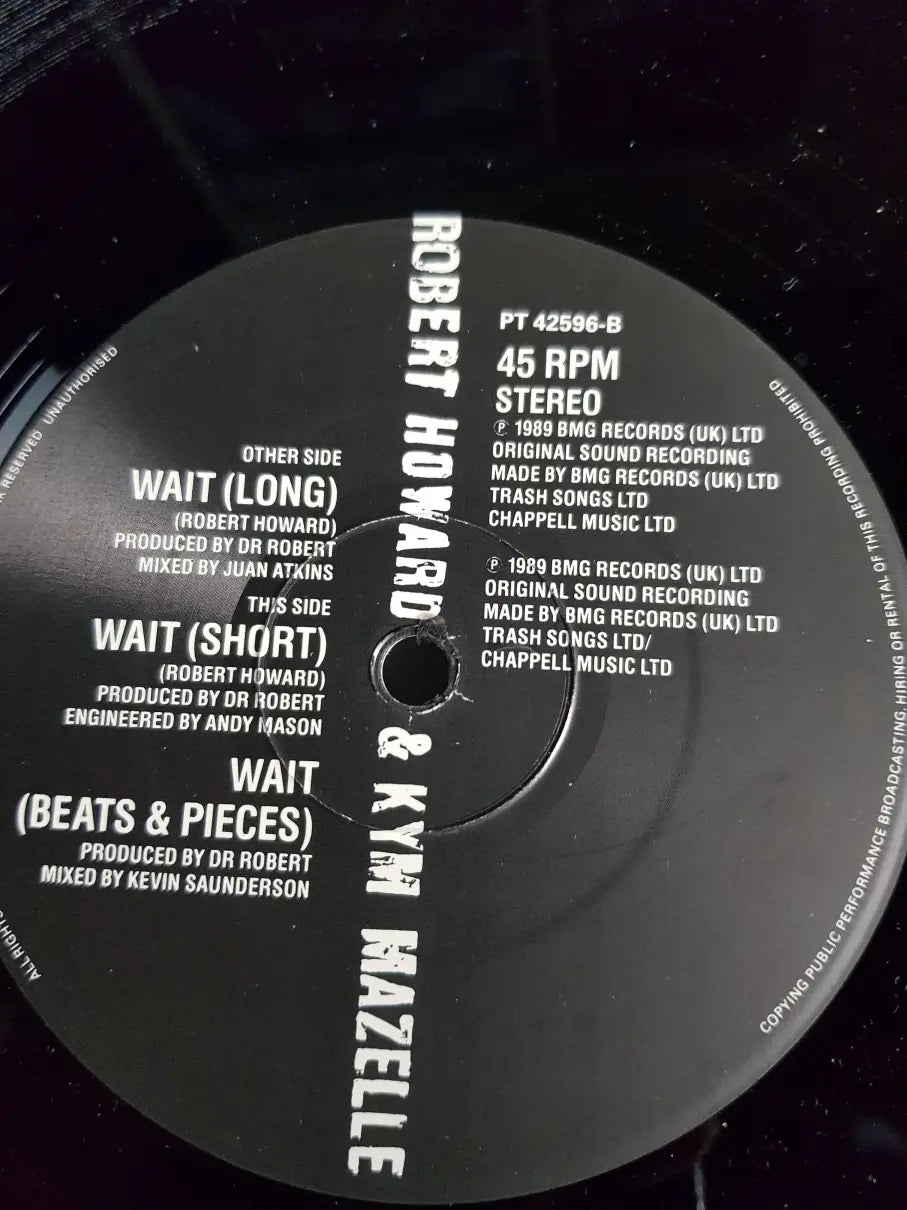 ROBERT HOWARD & KYM MAZELLE
OTHER SIDE
WAIT (LONG)
(ROBERT HOWARD)
PRODUCED BY DR ROBERT
MIXED BY JUAN ATKINS
THIS SIDE
WAIT (SHORT)
(ROBERT HOWARD)
PRODUCED BY DR ROBERT
ENGINEERED BY ANDY MASON
WAIT
(BEATS & PIECES)
PRODUCED BY DR ROBERT
MIXED BY KEVIN SAUNDERSON
PT 42596-B
45 RPM
STEREO
℗ 1989 BMG RECORDS (UK) LTD
ORIGINAL SOUND RECORDING
MADE BY BMG RECORDS (UK) LTD
TRASH SONGS LTD
CHAPPELL MUSIC LTD
℗ 1989 BMG RECORDS (UK) LTD
ORIGINAL SOUND RECORDING
MADE BY BMG RECORDS (UK) LTD
TRASH SONGS LTD/
CHAPPELL MUSIC LTD
ALL RIGHTS
RESERVED UNAUTHORISED
COPYING PUBLIC PERFORMANCE BROADCASTING, HIRING OR RENTAL OF THIS RECORDING PROHIBITED